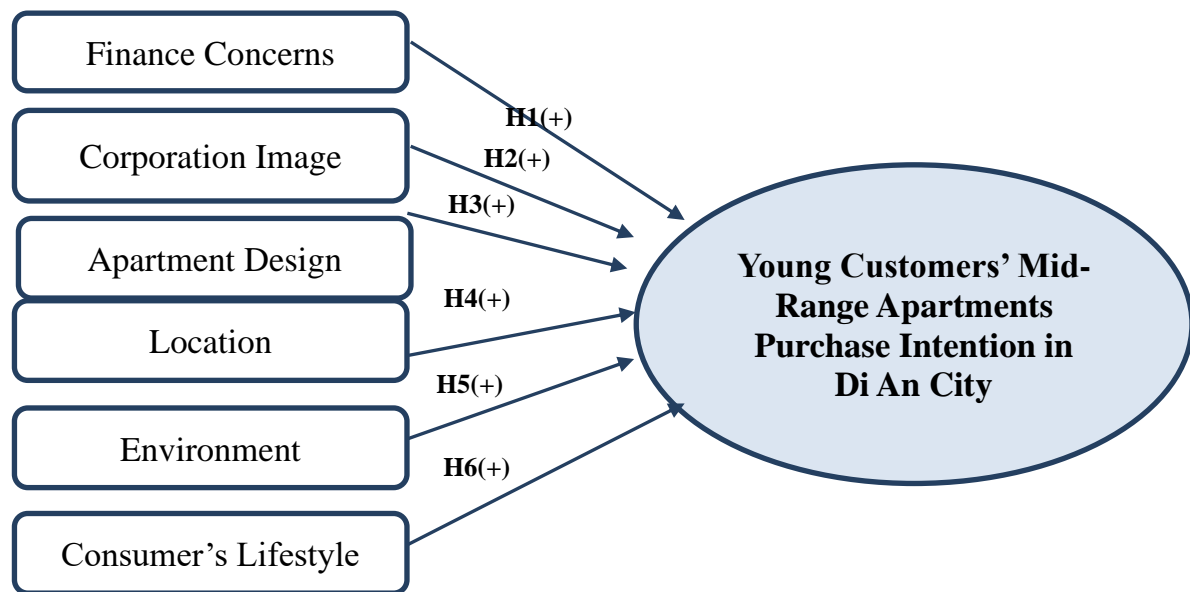 Finance Concerns
H1(+)
Corporation Image
H2(+)
H3(+)
Apartment Design
H4(+)
Location
H5(+)
Environment
H6(+)
Consumer’s Lifestyle
Young Customers’ Mid-
Range Apartments
Purchase Intention in
Di An City